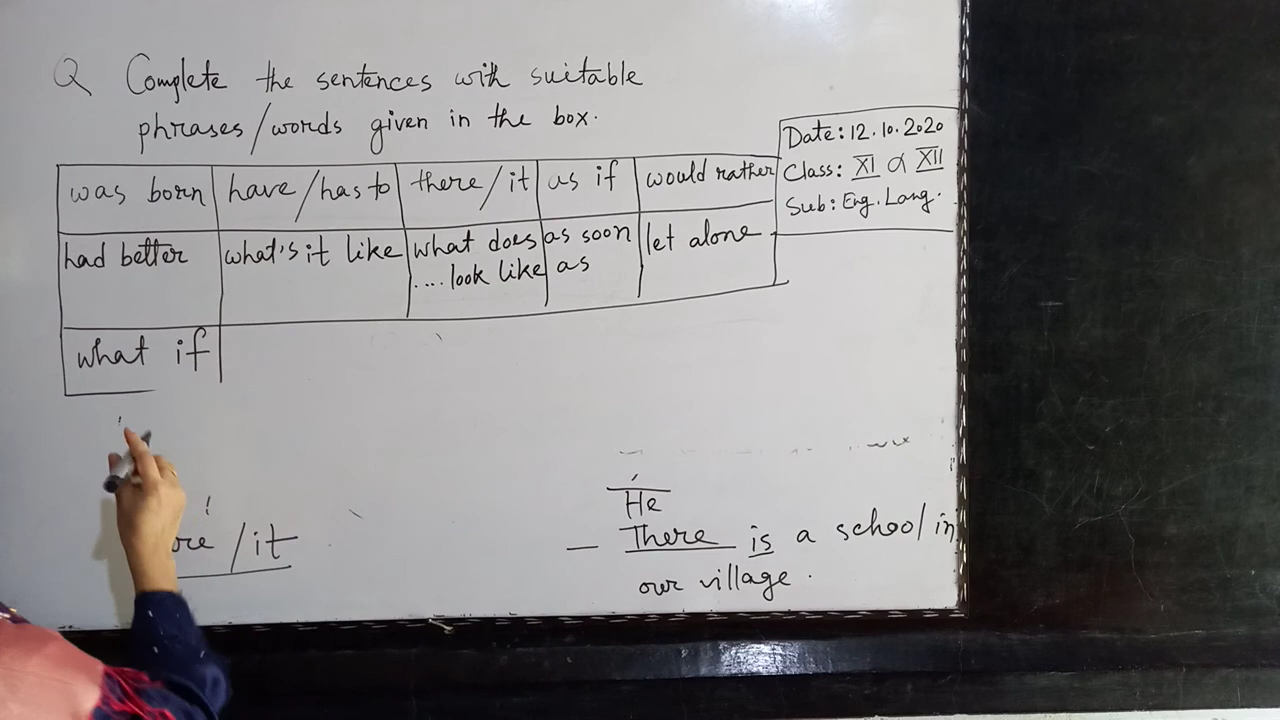 Q Complete the sentences with suitable
phrases/words given in the box.
Date: 12.10.2020
Class: XI & XII
Sub: Eng. Lang.
was born have/has to there/it as if would rather
had better what's it like what does as soon let alone
....look like as
what if
/it
He
— There is a school in
our village.